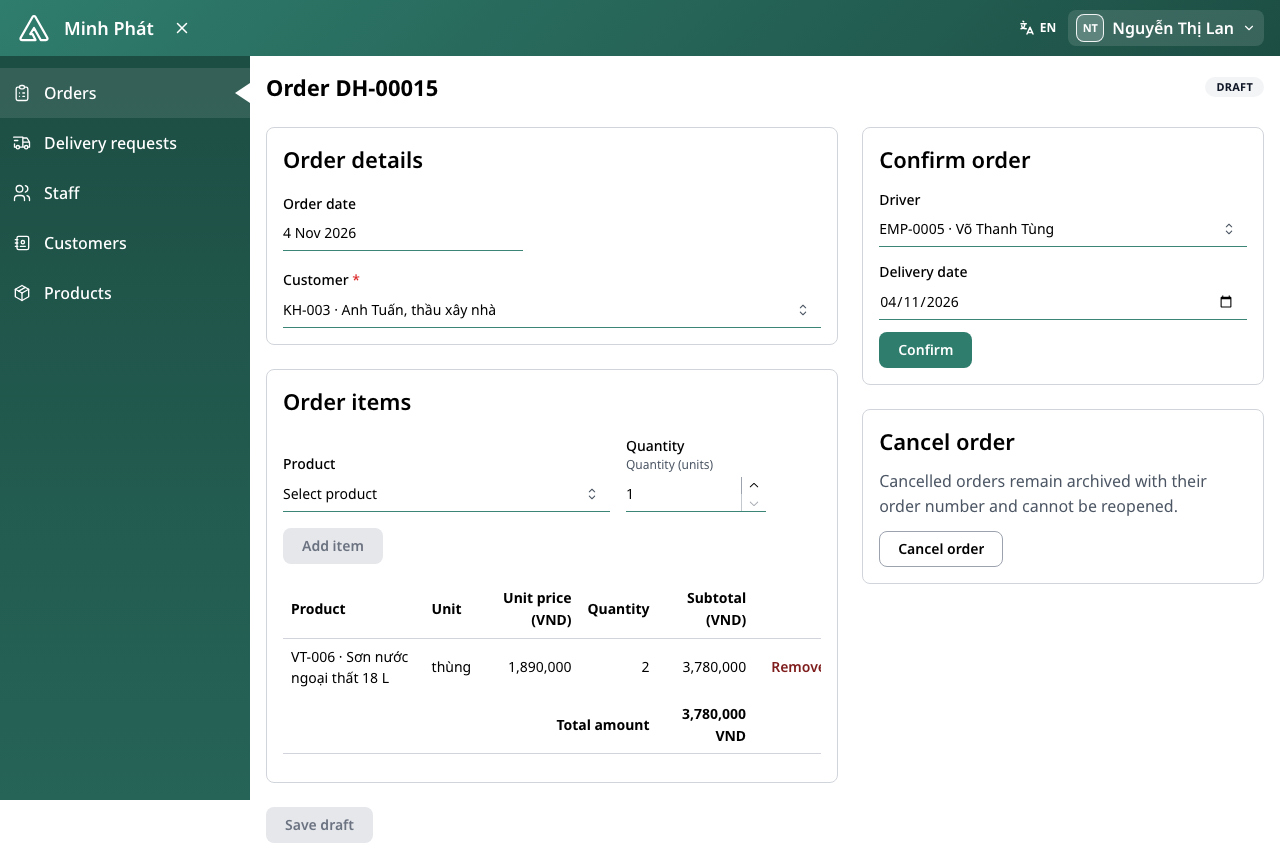 Minh Phát
EN
NT
Nguyễn Thị Lan
Orders
Delivery requests
Staff
Customers
Products
Order DH-00015
DRAFT
Order details
Order date
4 Nov 2026
Customer *
KH-003 · Anh Tuấn, thầu xây nhà
Order items
Product
Select product
Quantity
Quantity (units)
1
Add item
Product Unit Unit price (VND) Quantity Subtotal (VND)
VT-006 · Sơn nước ngoại thất 18 L thùng 1,890,000 2 3,780,000 Remove
Total amount 3,780,000 VND
Save draft
Confirm order
Driver
EMP-0005 · Võ Thanh Tùng
Delivery date
04/11/2026
Confirm
Cancel order
Cancelled orders remain archived with their
order number and cannot be reopened.
Cancel order